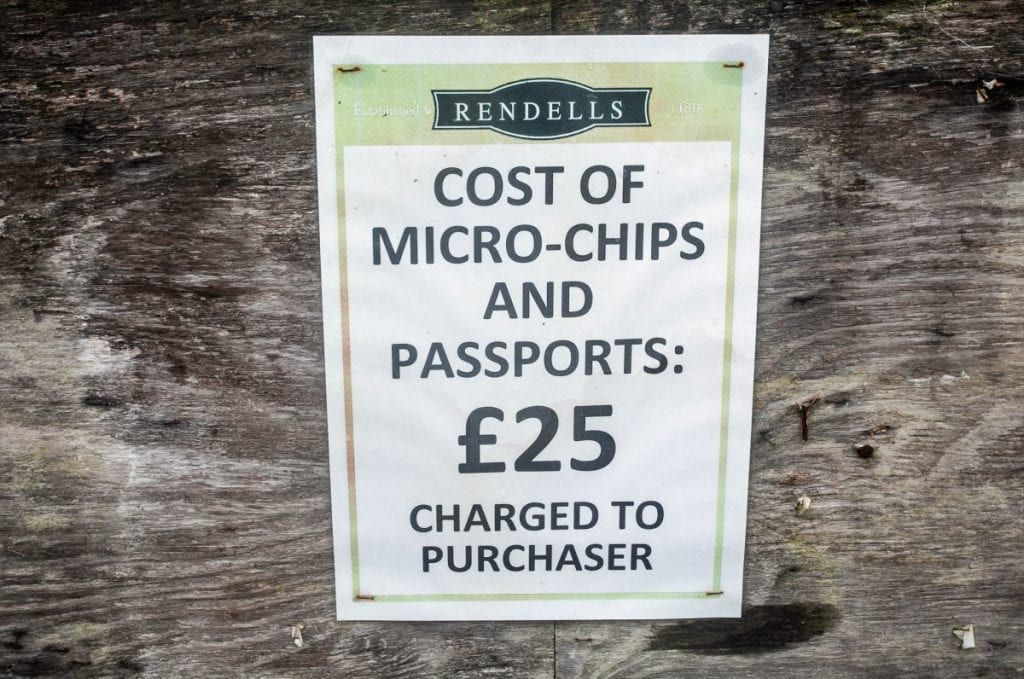 Established RENDELLS 1816
COST OF
MICRO-CHIPS
AND
PASSPORTS:
£25
CHARGED TO
PURCHASER